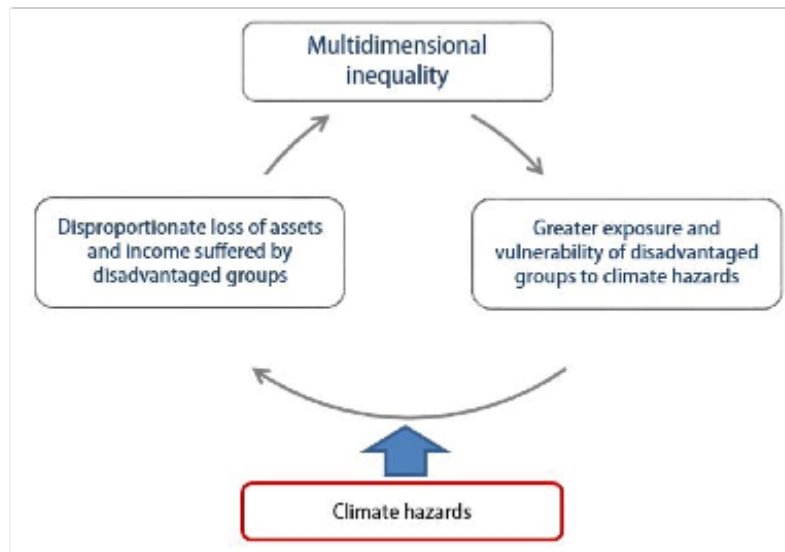 Multidimensional
inequality
Disproportionate loss of assets
and income suffered by
disadvantaged groups
Greater exposure and
vulnerability of disadvantaged
groups to climate hazards
Climate hazards